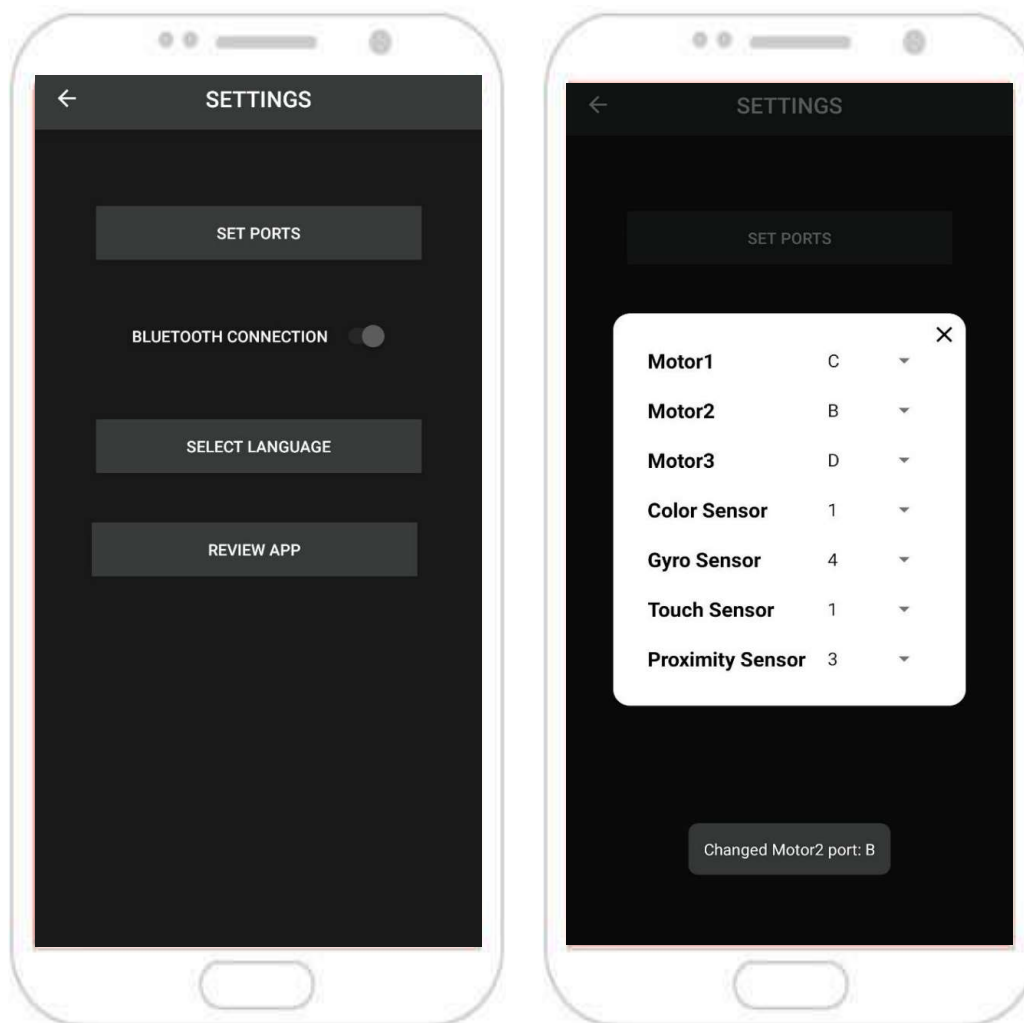 SETTINGS
SET PORTS
BLUETOOTH CONNECTION
SELECT LANGUAGE
REVIEW APP
SETTINGS
SET PORTS
Motor1 C
Motor2 B
Motor3 D
Color Sensor 1
Gyro Sensor 4
Touch Sensor 1
Proximity Sensor 3
Changed Motor2 port: B